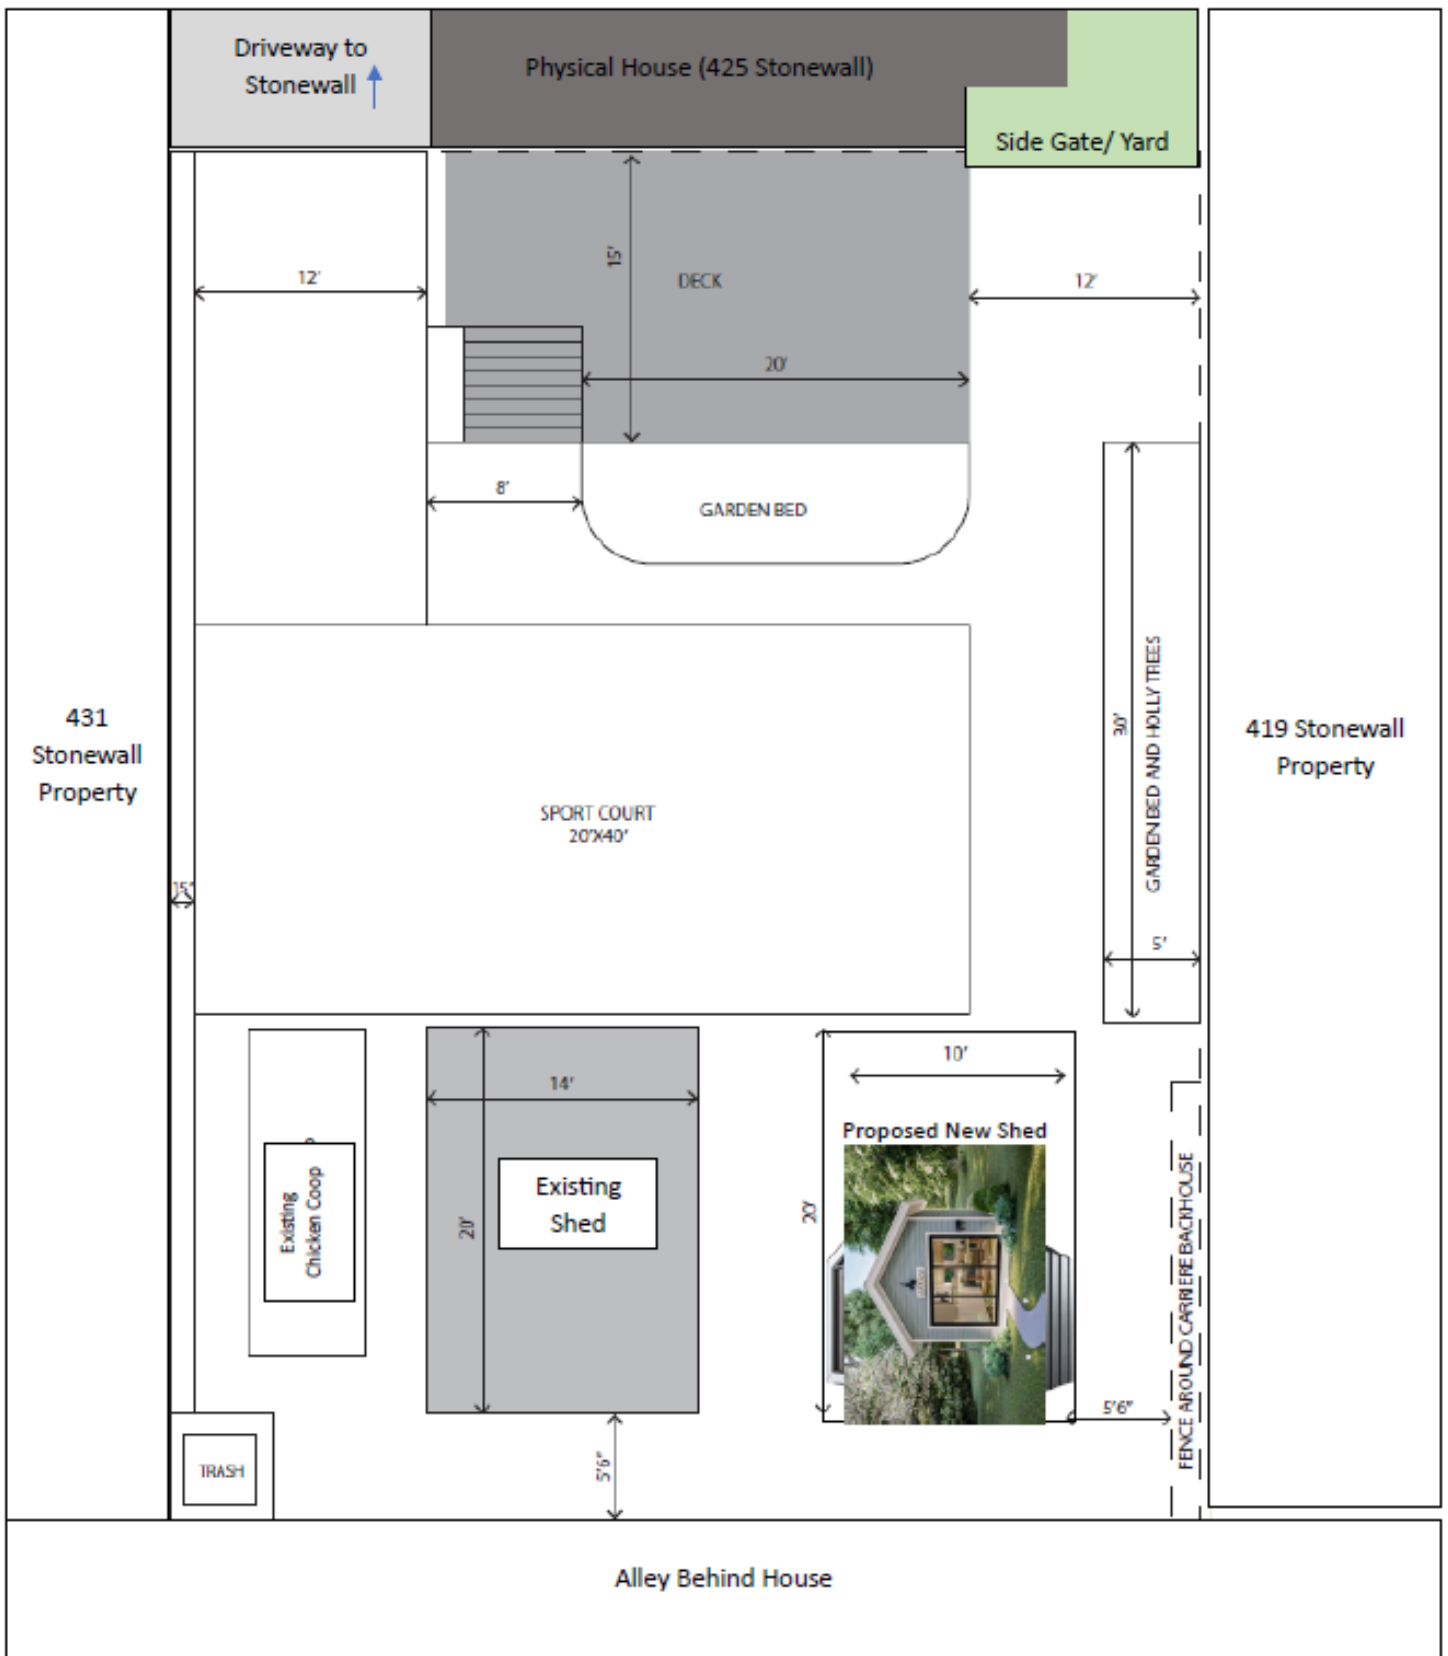 Driveway to
Stonewall
Physical House (425 Stonewall)
Side Gate/ Yard
15'
DECK
12'
12'
20'
8'
GARDEN BED
431
Stonewall
Property
SPORT COURT
20'X40'
30'
GARDEN BED AND HOLLY TREES
419 Stonewall
Property
15"
5'
14'
10'
Proposed New Shed
Existing
Chicken Coop
20'
Existing
Shed
20'
FENCE AROUND CARRIERE BACKHOUSE
5'6"
TRASH
5'6"
Alley Behind House